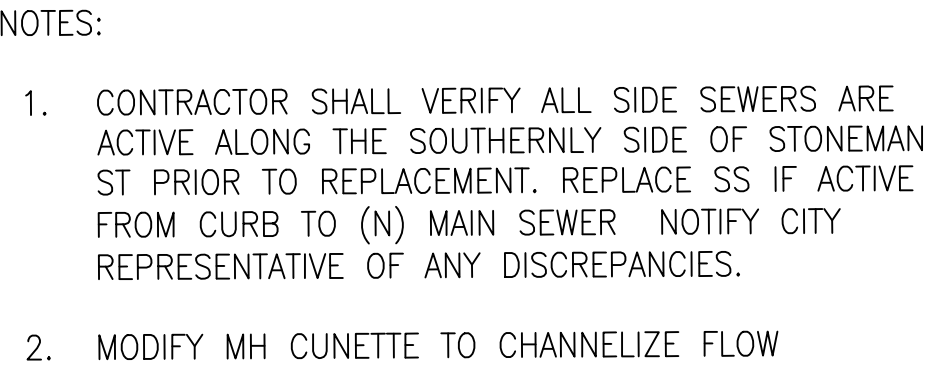 NOTES:
1. CONTRACTOR SHALL VERIFY ALL SIDE SEWERS ARE
ACTIVE ALONG THE SOUTHERNLY SIDE OF STONEMAN
ST PRIOR TO REPLACEMENT. REPLACE SS IF ACTIVE
FROM CURB TO (N) MAIN SEWER NOTIFY CITY
REPRESENTATIVE OF ANY DISCREPANCIES.
2. MODIFY MH CUNETTE TO CHANNELIZE FLOW